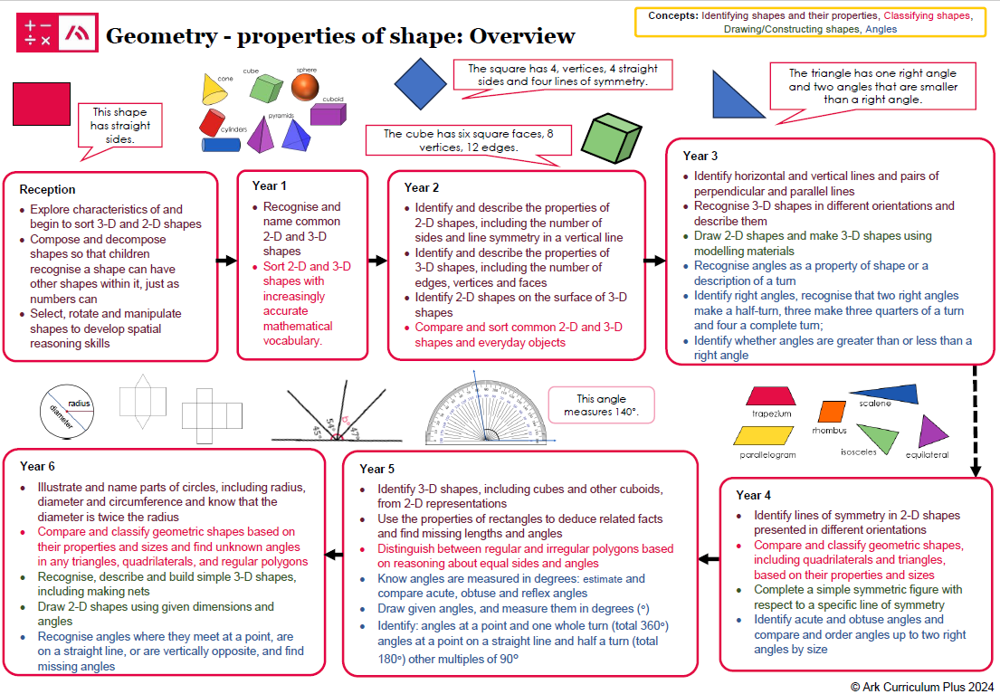 Geometry - properties of shape: Overview
Concepts: Identifying shapes and their properties, Classifying shapes,
Drawing/Constructing shapes, Angles
This shape
has straight
sides.
cone
cube
sphere
cuboid
cylinders
pyramids
The square has 4, vertices, 4 straight
sides and four lines of symmetry.
The cube has six square faces, 8
vertices, 12 edges.
The triangle has one right angle
and two angles that are smaller
than a right angle.
Reception
• Explore characteristics of and
begin to sort 3-D and 2-D shapes
• Compose and decompose
shapes so that children
recognise a shape can have
other shapes within it, just as
numbers can
• Select, rotate and manipulate
shapes to develop spatial
reasoning skills
Year 1
• Recognise and
name common
2-D and 3-D
shapes
• Sort 2-D and 3-D
shapes with
increasingly
accurate
mathematical
vocabulary.
Year 2
• Identify and describe the properties of
2-D shapes, including the number of
sides and line symmetry in a vertical line
• Identify and describe the properties of
3-D shapes, including the number of
edges, vertices and faces
• Identify 2-D shapes on the surface of 3-D
shapes
• Compare and sort common 2-D and 3-D
shapes and everyday objects
Year 3
• Identify horizontal and vertical lines and pairs of
perpendicular and parallel lines
• Recognise 3-D shapes in different orientations and
describe them
• Draw 2-D shapes and make 3-D shapes using
modelling materials
• Recognise angles as a property of shape or a
description of a turn
• Identify right angles, recognise that two right angles
make a half-turn, three make three quarters of a turn
and four a complete turn;
• Identify whether angles are greater than or less than a
right angle
trapezium
rhombus
scalene
parallelogram
isosceles
equilateral
Year 4
• Identify lines of symmetry in 2-D shapes
presented in different orientations
• Compare and classify geometric shapes,
including quadrilaterals and triangles,
based on their properties and sizes
• Complete a simple symmetric figure with
respect to a specific line of symmetry
• Identify acute and obtuse angles and
compare and order angles up to two right
angles by size
45°
54°
b
47°
This angle
measures 140°.
Year 5
• Identify 3-D shapes, including cubes and other cuboids,
from 2-D representations
• Use the properties of rectangles to deduce related facts
and find missing lengths and angles
• Distinguish between regular and irregular polygons based
on reasoning about equal sides and angles
• Know angles are measured in degrees: estimate and
compare acute, obtuse and reflex angles
• Draw given angles, and measure them in degrees (°)
• Identify: angles at a point and one whole turn (total 360°)
angles at a point on a straight line and half a turn (total
180°) other multiples of 90°
radius
diameter
Year 6
• Illustrate and name parts of circles, including radius,
diameter and circumference and know that the
diameter is twice the radius
• Compare and classify geometric shapes based on
their properties and sizes and find unknown angles
in any triangles, quadrilaterals, and regular polygons
• Recognise, describe and build simple 3-D shapes,
including making nets
• Draw 2-D shapes using given dimensions and
angles
• Recognise angles where they meet at a point, are
on a straight line, or are vertically opposite, and find
missing angles
© Ark Curriculum Plus 2024